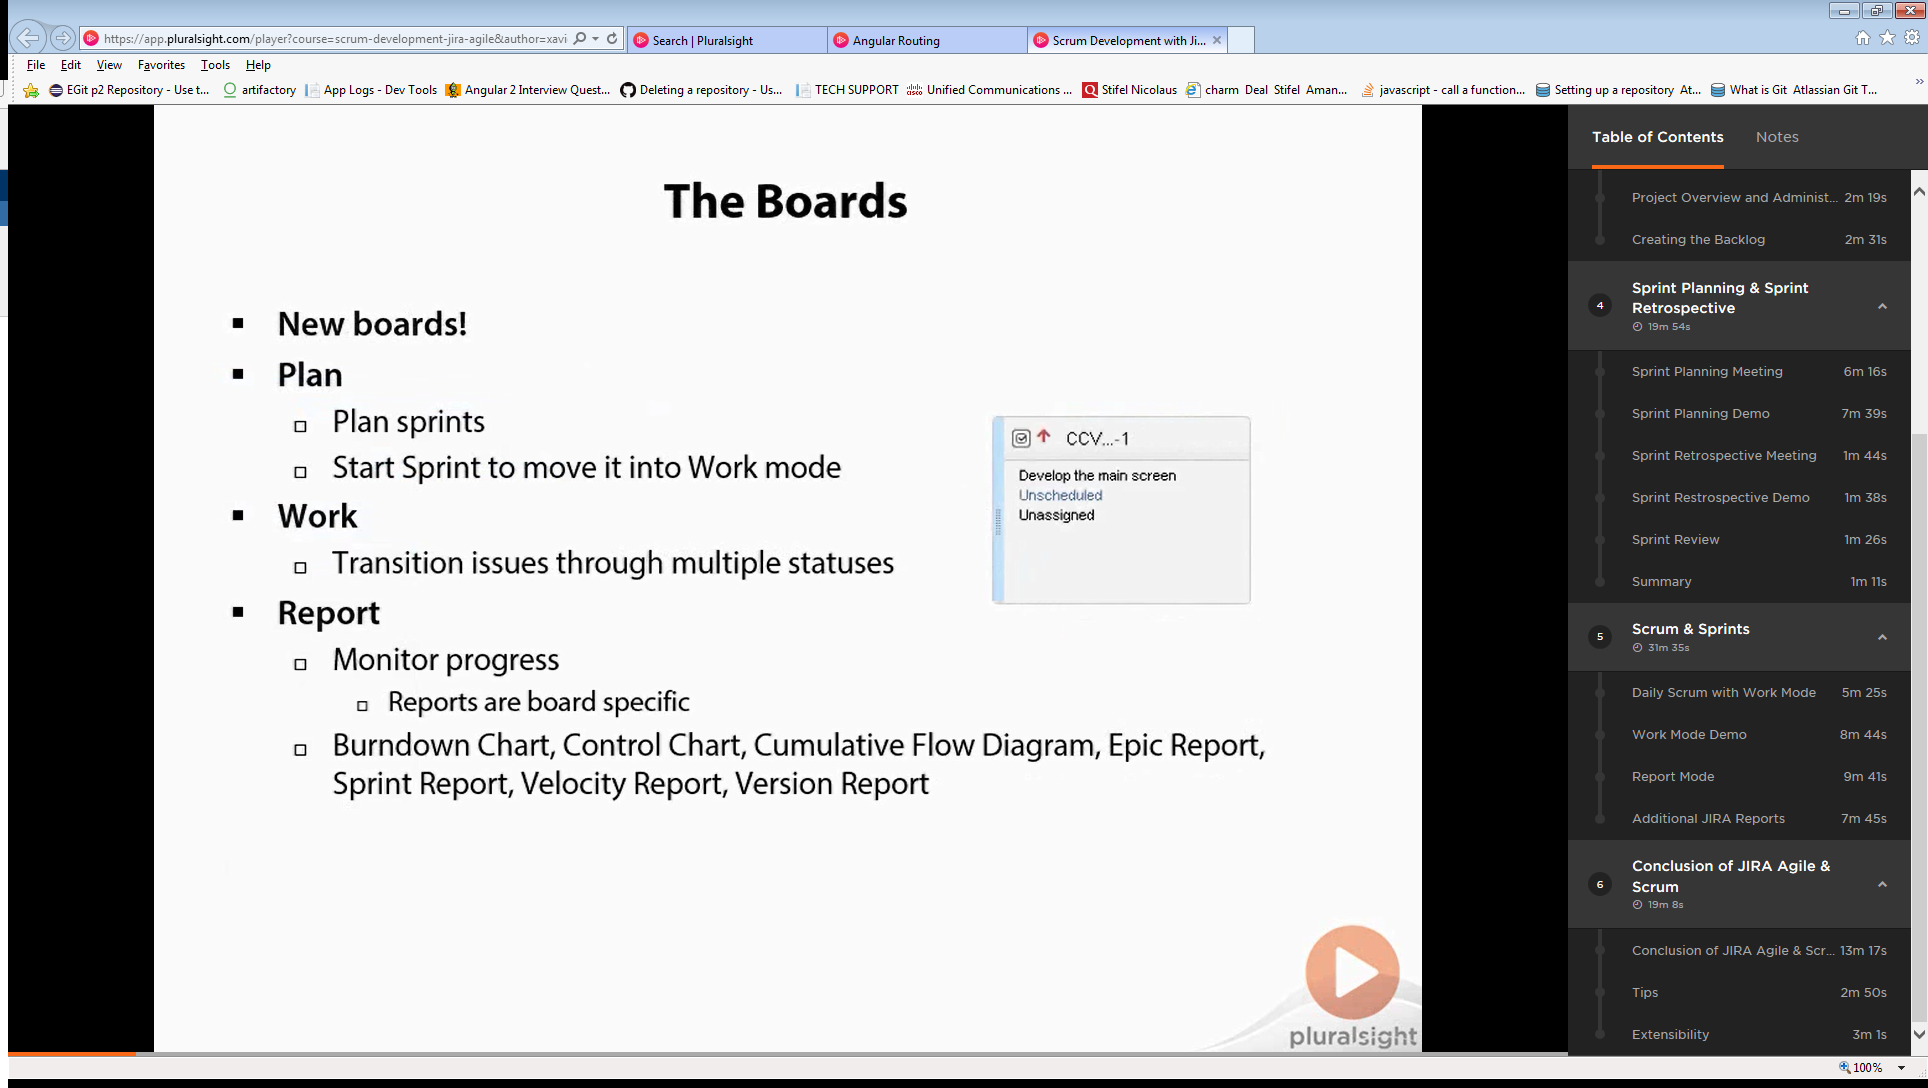 https://app.pluralsight.com/player?course=scrum-development-jira-agile&author=xavi
Search | Pluralsight
Angular Routing
Scrum Development with Ji...
File Edit View Favorites Tools Help
EGit p2 Repository - Use t...
artifactory
App Logs - Dev Tools
Angular 2 Interview Quest...
Deleting a repository - Us...
TECH SUPPORT
Unified Communications ...
Stifel Nicolaus
charm Deal Stifel Aman...
javascript - call a function...
Setting up a repository At...
What is Git Atlassian Git T...
The Boards
New boards!
Plan
Plan sprints
Start Sprint to move it into Work mode
Work
Transition issues through multiple statuses
Report
Monitor progress
Reports are board specific
Burndown Chart, Control Chart, Cumulative Flow Diagram, Epic Report,
Sprint Report, Velocity Report, Version Report
CCV...-1
Develop the main screen
Unscheduled
Unassigned
pluralsight
Table of Contents Notes
Project Overview and Administ... 2m 19s
Creating the Backlog 2m 31s
4 Sprint Planning & Sprint
Retrospective
19m 54s
Sprint Planning Meeting 6m 16s
Sprint Planning Demo 7m 39s
Sprint Retrospective Meeting 1m 44s
Sprint Restrospective Demo 1m 38s
Sprint Review 1m 26s
Summary 1m 11s
5 Scrum & Sprints
31m 35s
Daily Scrum with Work Mode 5m 25s
Work Mode Demo 8m 44s
Report Mode 9m 41s
Additional JIRA Reports 7m 45s
6 Conclusion of JIRA Agile &
Scrum
19m 8s
Conclusion of JIRA Agile & Scr... 13m 17s
Tips 2m 50s
Extensibility 3m 1s
100%